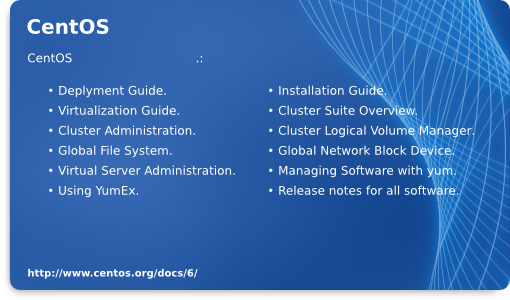 CentOS
CentOS .:
• Deplyment Guide.
• Virtualization Guide.
• Cluster Administration.
• Global File System.
• Virtual Server Administration.
• Using YumEx.
• Installation Guide.
• Cluster Suite Overview.
• Cluster Logical Volume Manager.
• Global Network Block Device.
• Managing Software with yum.
• Release notes for all software.
http://www.centos.org/docs/6/